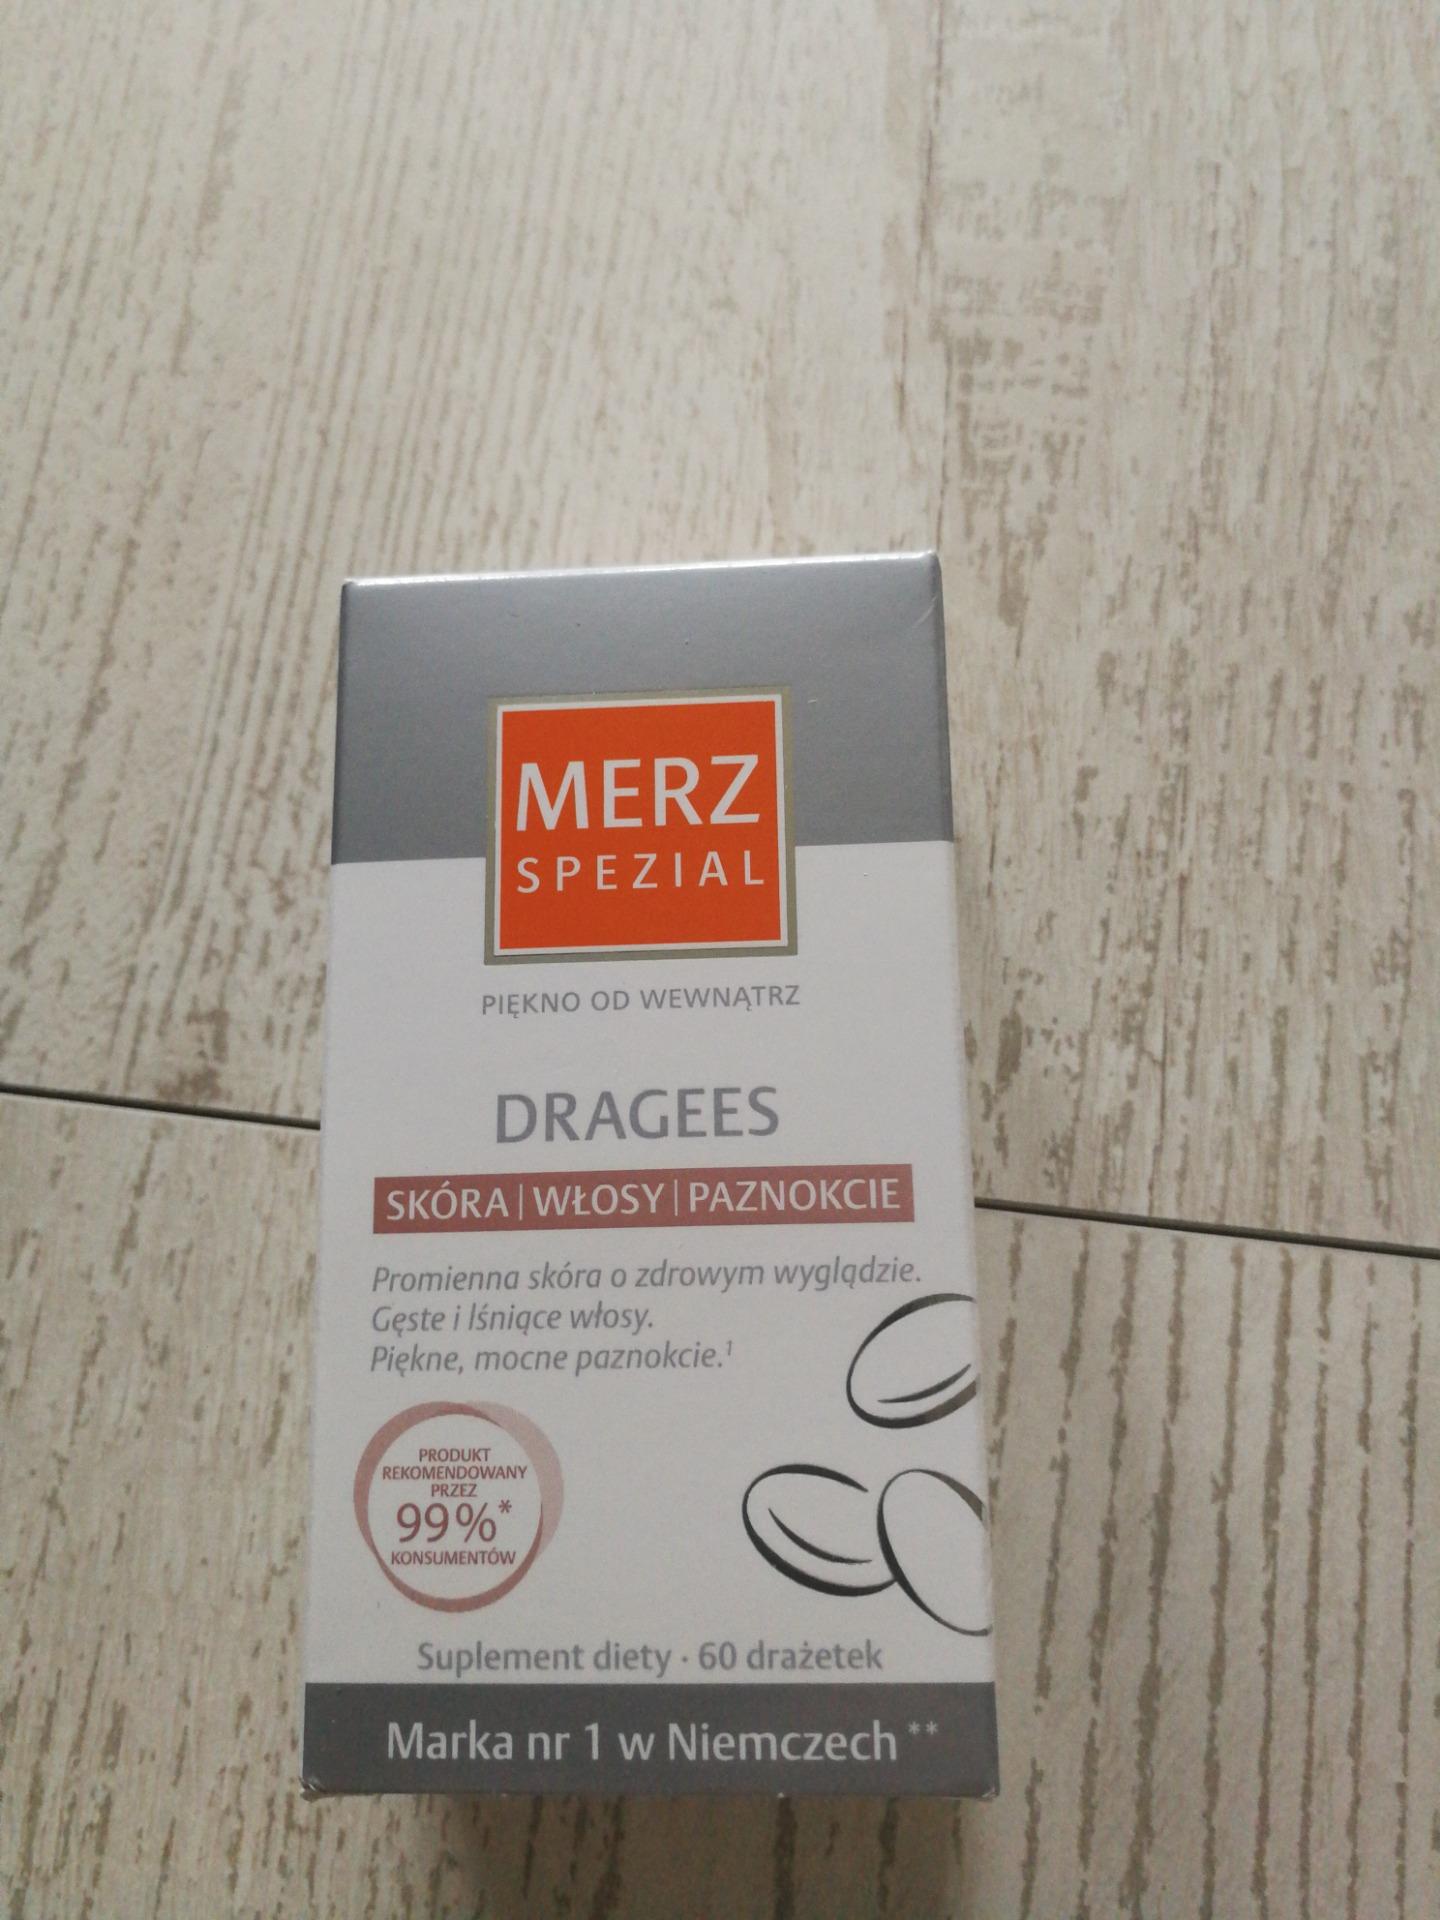 MERZ
SPEZIAL
PIĘKNO OD WEWNĄTRZ
DRAGEES
SKÓRA|WŁOSY|PAZNOKCIE
Promienna skóra o zdrowym wyglądzie.
Gęste i lśniące włosy.
Piękne, mocne paznokcie.¹
PRODUKT
REKOMENDOWANY
PRZEZ
99%*
KONSUMENTÓW
Suplement diety · 60 drażetek
Marka nr 1 w Niemczech**